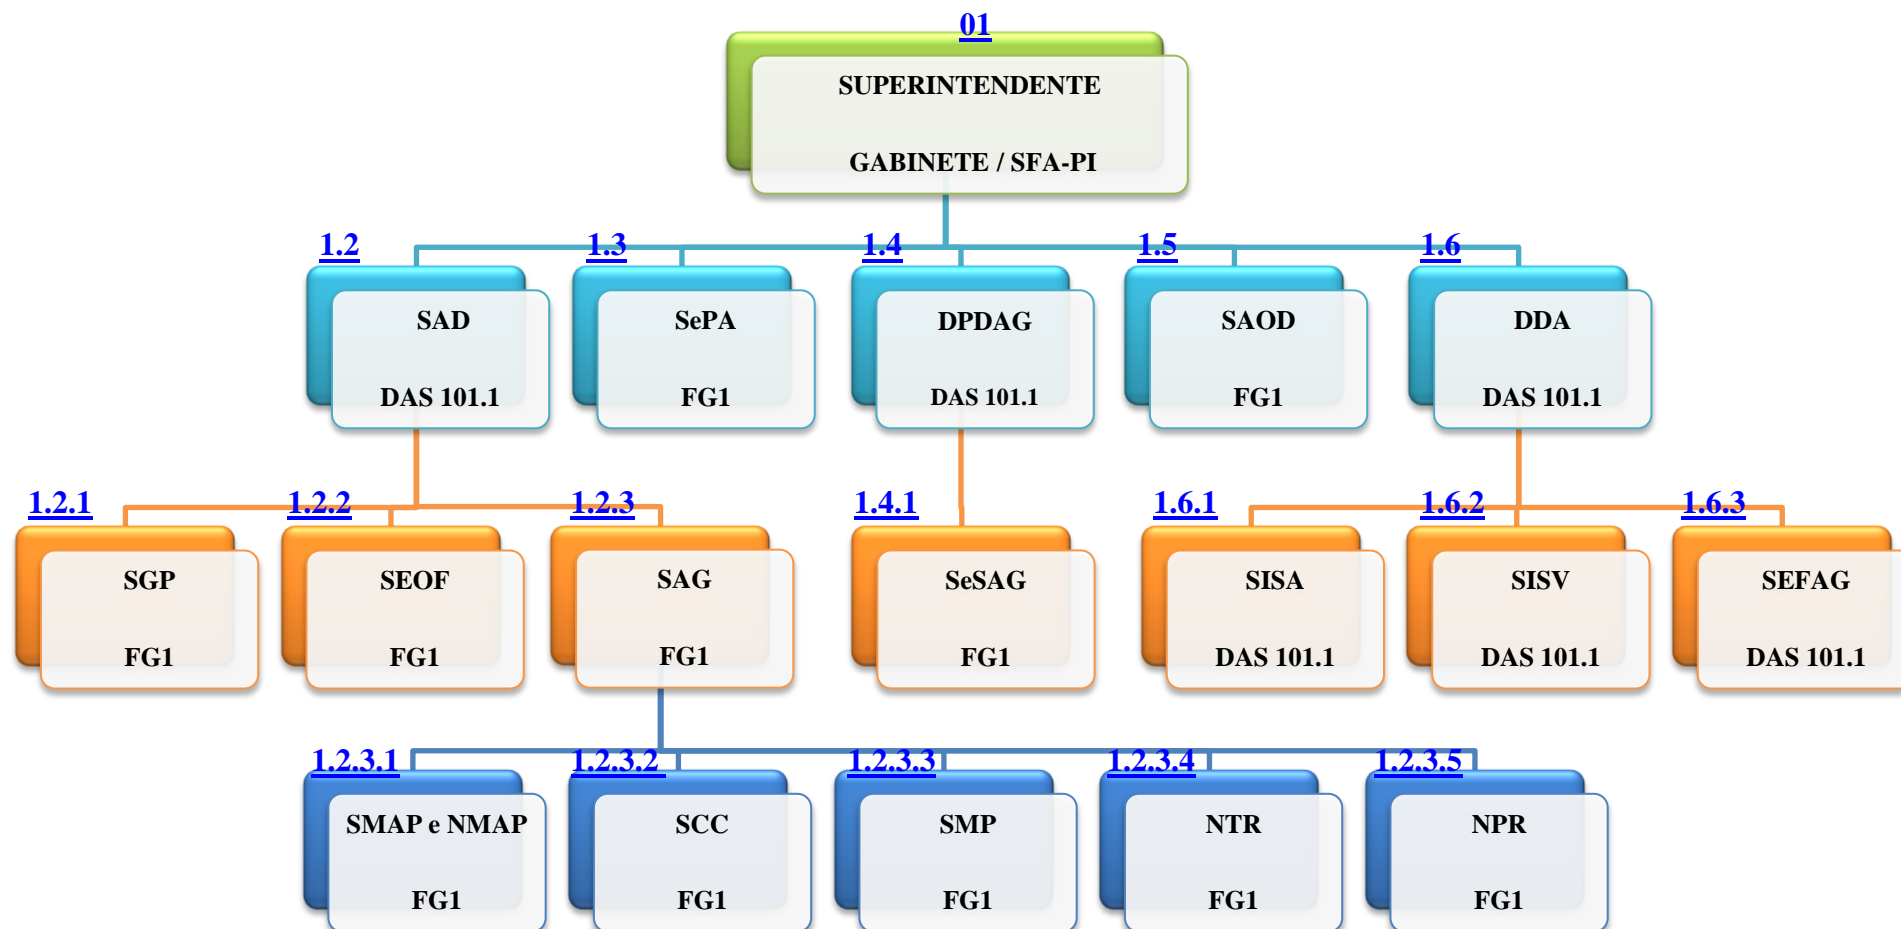 01
SUPERINTENDENTE
GABINETE / SFA-PI
1.2 1.3 1.4 1.5 1.6
SAD SePA DPDAG SAOD DDA
DAS 101.1 FG1 DAS 101.1 FG1 DAS 101.1
1.2.1 1.2.2 1.2.3 1.4.1 1.6.1 1.6.2 1.6.3
SGP SEOF SAG SeSAG SISA SISV SEFAG
FG1 FG1 FG1 FG1 DAS 101.1 DAS 101.1 DAS 101.1
1.2.3.1 1.2.3.2 1.2.3.3 1.2.3.4 1.2.3.5
SMAP e NMAP SCC SMP NTR NPR
FG1 FG1 FG1 FG1 FG1